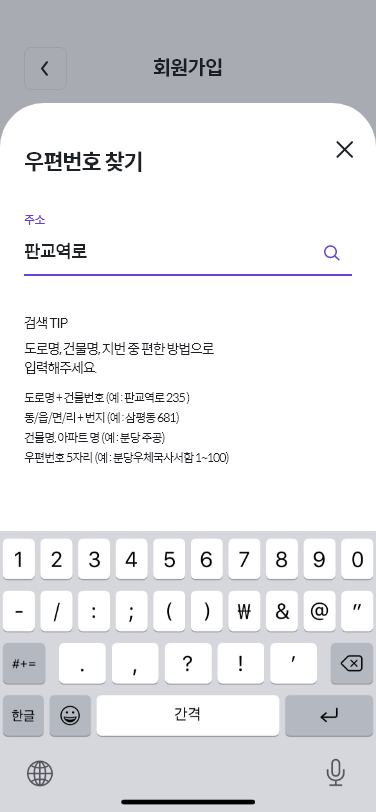 회원가입
우편번호 찾기
주소
판교역로
검색 TIP
도로명, 건물명, 지번 중 편한 방법으로
입력해주세요.
도로명 + 건물번호 (예 : 판교역로 235 )
동/읍/면/리 + 번지 (예 : 삼평동 681)
건물명, 아파트 명 (예 : 분당 주공)
우편번호 5자리 (예 : 분당우체국사서함 1~100)
1 2 3 4 5 6 7 8 9 0
- / : ; ( ) ₩ & @ "
#+= . , ? ! '
한글 간격